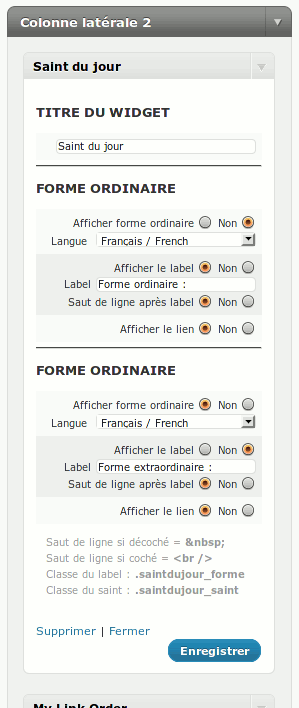 Colonne latérale 2
Saint du jour
TITRE DU WIDGET
Saint du jour
FORME ORDINAIRE
Afficher forme ordinaire Non
Langue Francais / French
Afficher le label Non
Label Forme ordinaire :
Saut de ligne après label Non
Afficher le lien Non
FORME ORDINAIRE
Afficher forme ordinaire Non
Langue Francais / French
Afficher le label Non
Label Forme extraordinaire :
Saut de ligne après label Non
Afficher le lien Non
Saut de ligne si décoché = &nbsp;
Saut de ligne si coché = <br />
Classe du label : .saintdujour_forme
Classe du saint : .saintdujour_saint
Supprimer | Fermer
Enregistrer
My Link Order